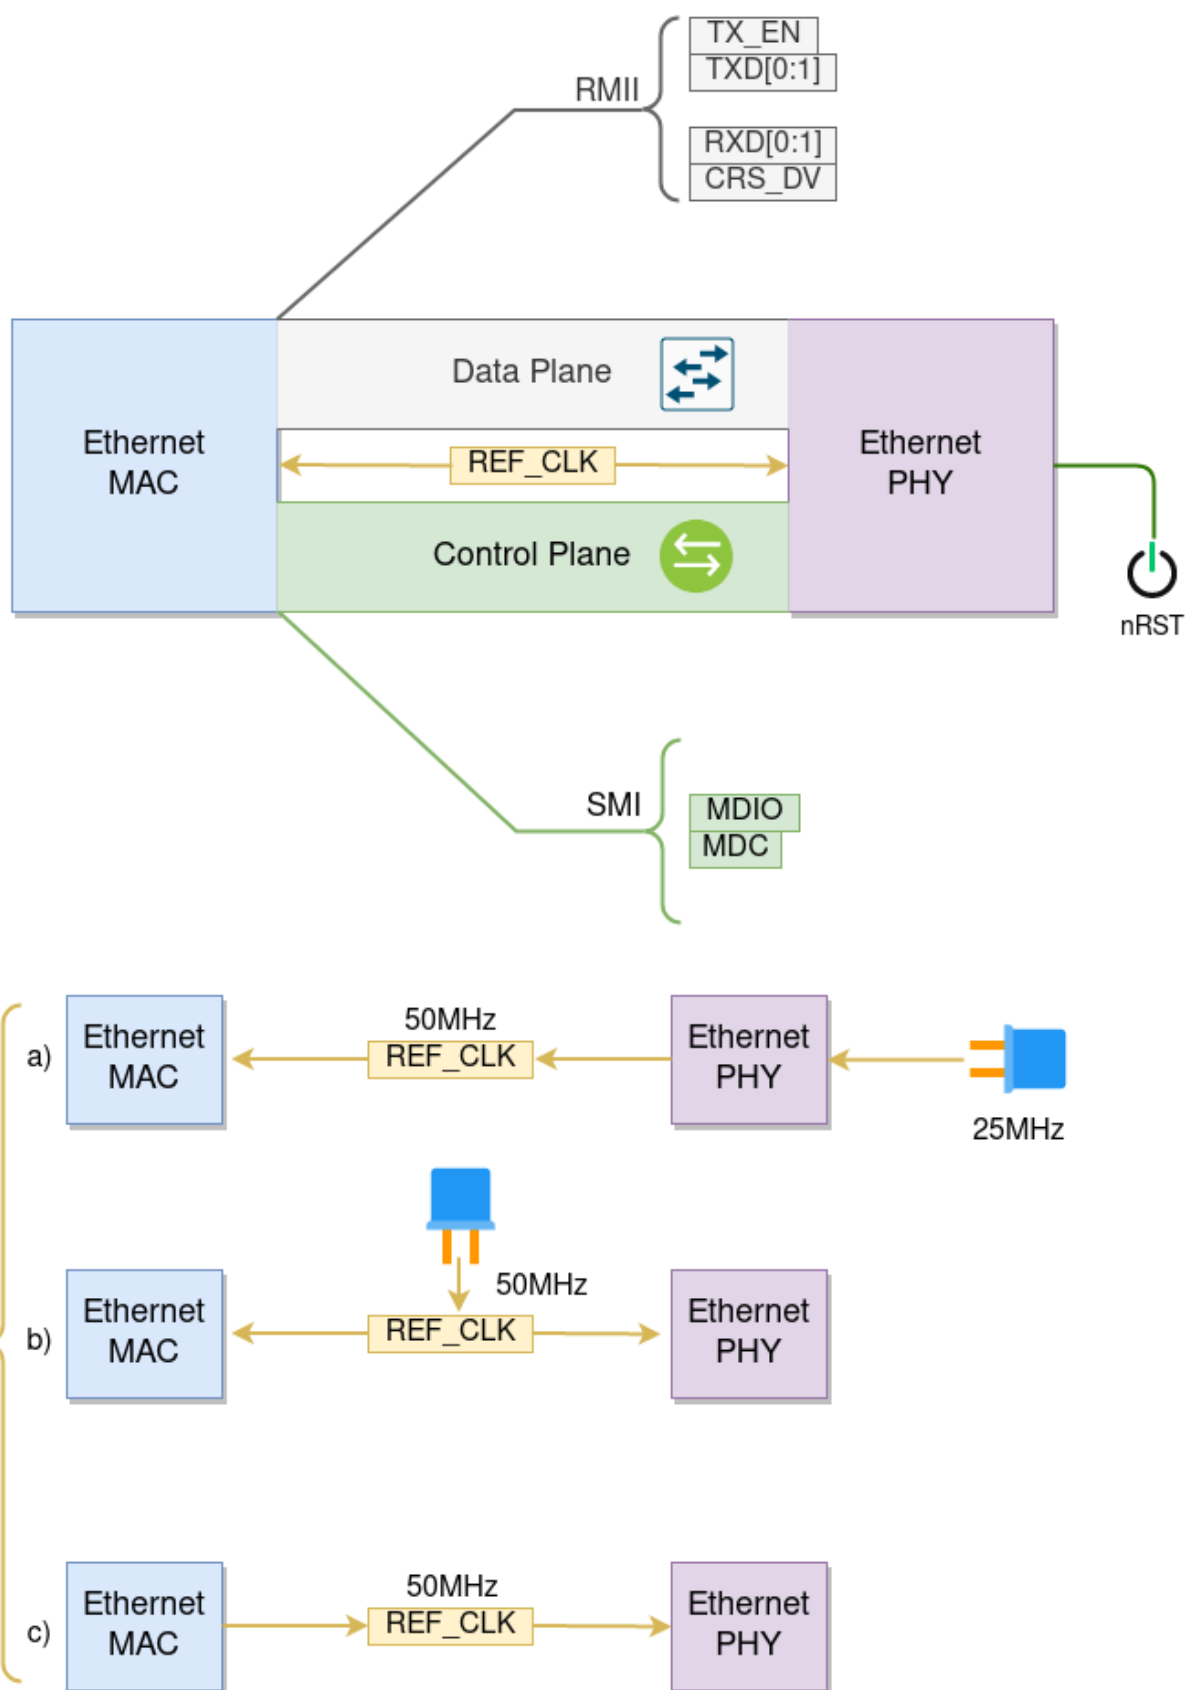 TX_EN
TXD[0:1]
RMII
RXD[0:1]
CRS_DV
Data Plane
Ethernet
MAC
REF_CLK
Ethernet
PHY
Control Plane
nRST
SMI
MDIO
MDC
a)
Ethernet
MAC
50MHz
REF_CLK
Ethernet
PHY
25MHz
b)
Ethernet
MAC
50MHz
REF_CLK
Ethernet
PHY
c)
Ethernet
MAC
50MHz
REF_CLK
Ethernet
PHY